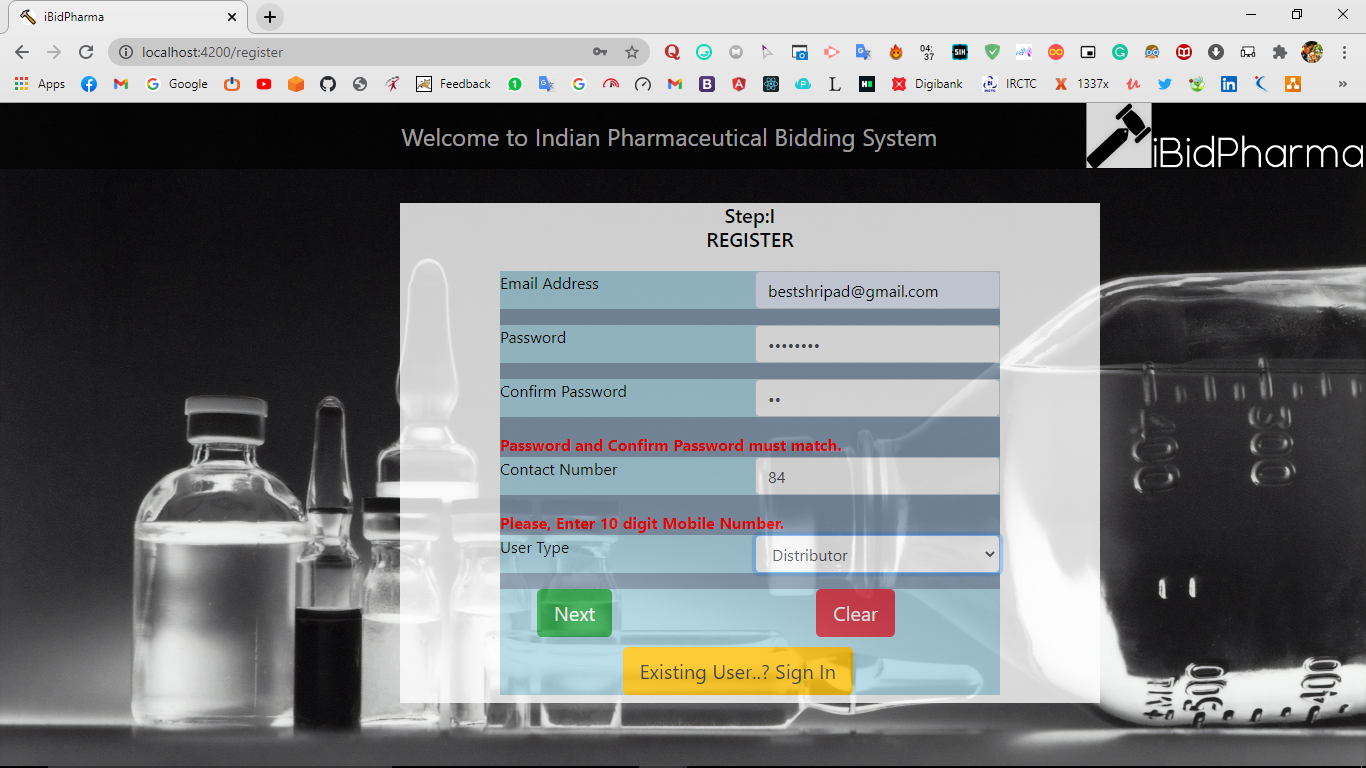 iBidPharma
localhost:4200/register
04:
37
Apps
Google
Feedback
Digibank
IRCTC
1337x
Welcome to Indian Pharmaceutical Bidding System
iBidPharma
Step:I
REGISTER
Email Address
bestshripad@gmail.com
Password
••••••••
Confirm Password
••
Password and Confirm Password must match.
Contact Number
84
Please, Enter 10 digit Mobile Number.
User Type
Distributor
Next
Clear
Existing User..? Sign In
300
500
400